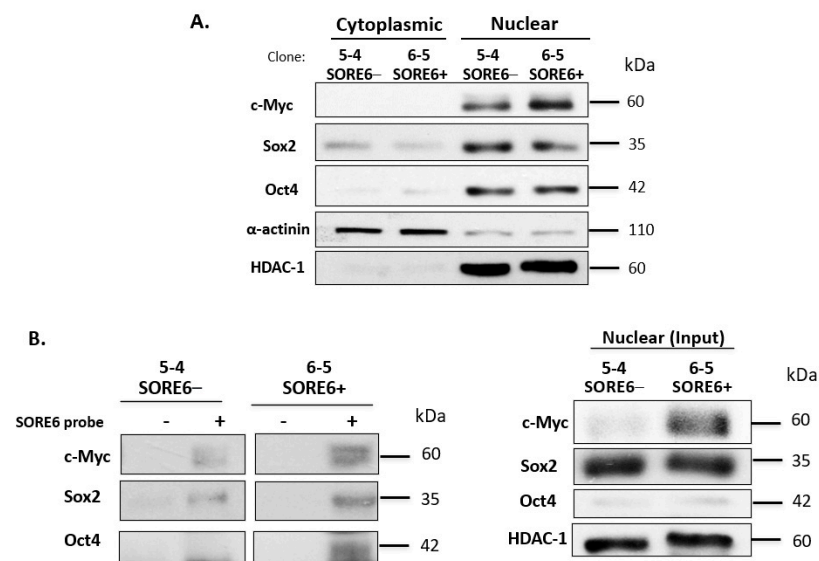 A.
Cytoplasmic Nuclear
Clone: 5-4 6-5 5-4 6-5 kDa
SORE6– SORE6+ SORE6– SORE6+
c-Myc 60
Sox2 35
Oct4 42
α-actinin 110
HDAC-1 60
B.
5-4 6-5
SORE6– SORE6+
SORE6 probe - + - + kDa
c-Myc 60
Sox2 35
Oct4 42
Nuclear (Input)
5-4 6-5 kDa
SORE6– SORE6+
c-Myc 60
Sox2 35
Oct4 42
HDAC-1 60